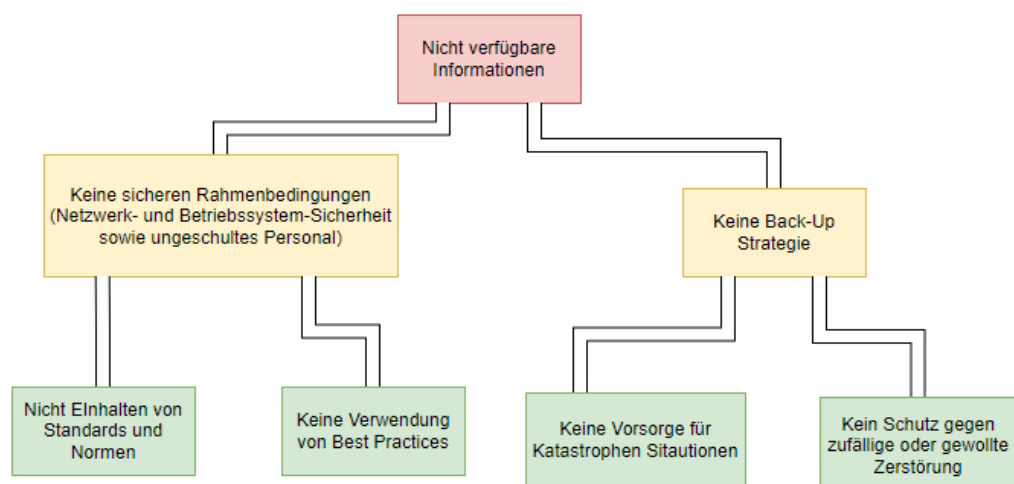 Nicht verfügbare
Informationen
Keine sicheren Rahmenbedingungen
(Netzwerk- und Betriebssystem-Sicherheit
sowie ungeschultes Personal)
Keine Back-Up
Strategie
Nicht EInhalten von
Standards und
Normen
Keine Verwendung
von Best Practices
Keine Vorsorge für
Katastrophen Sitautionen
Kein Schutz gegen
zufällige oder gewollte
Zerstörung